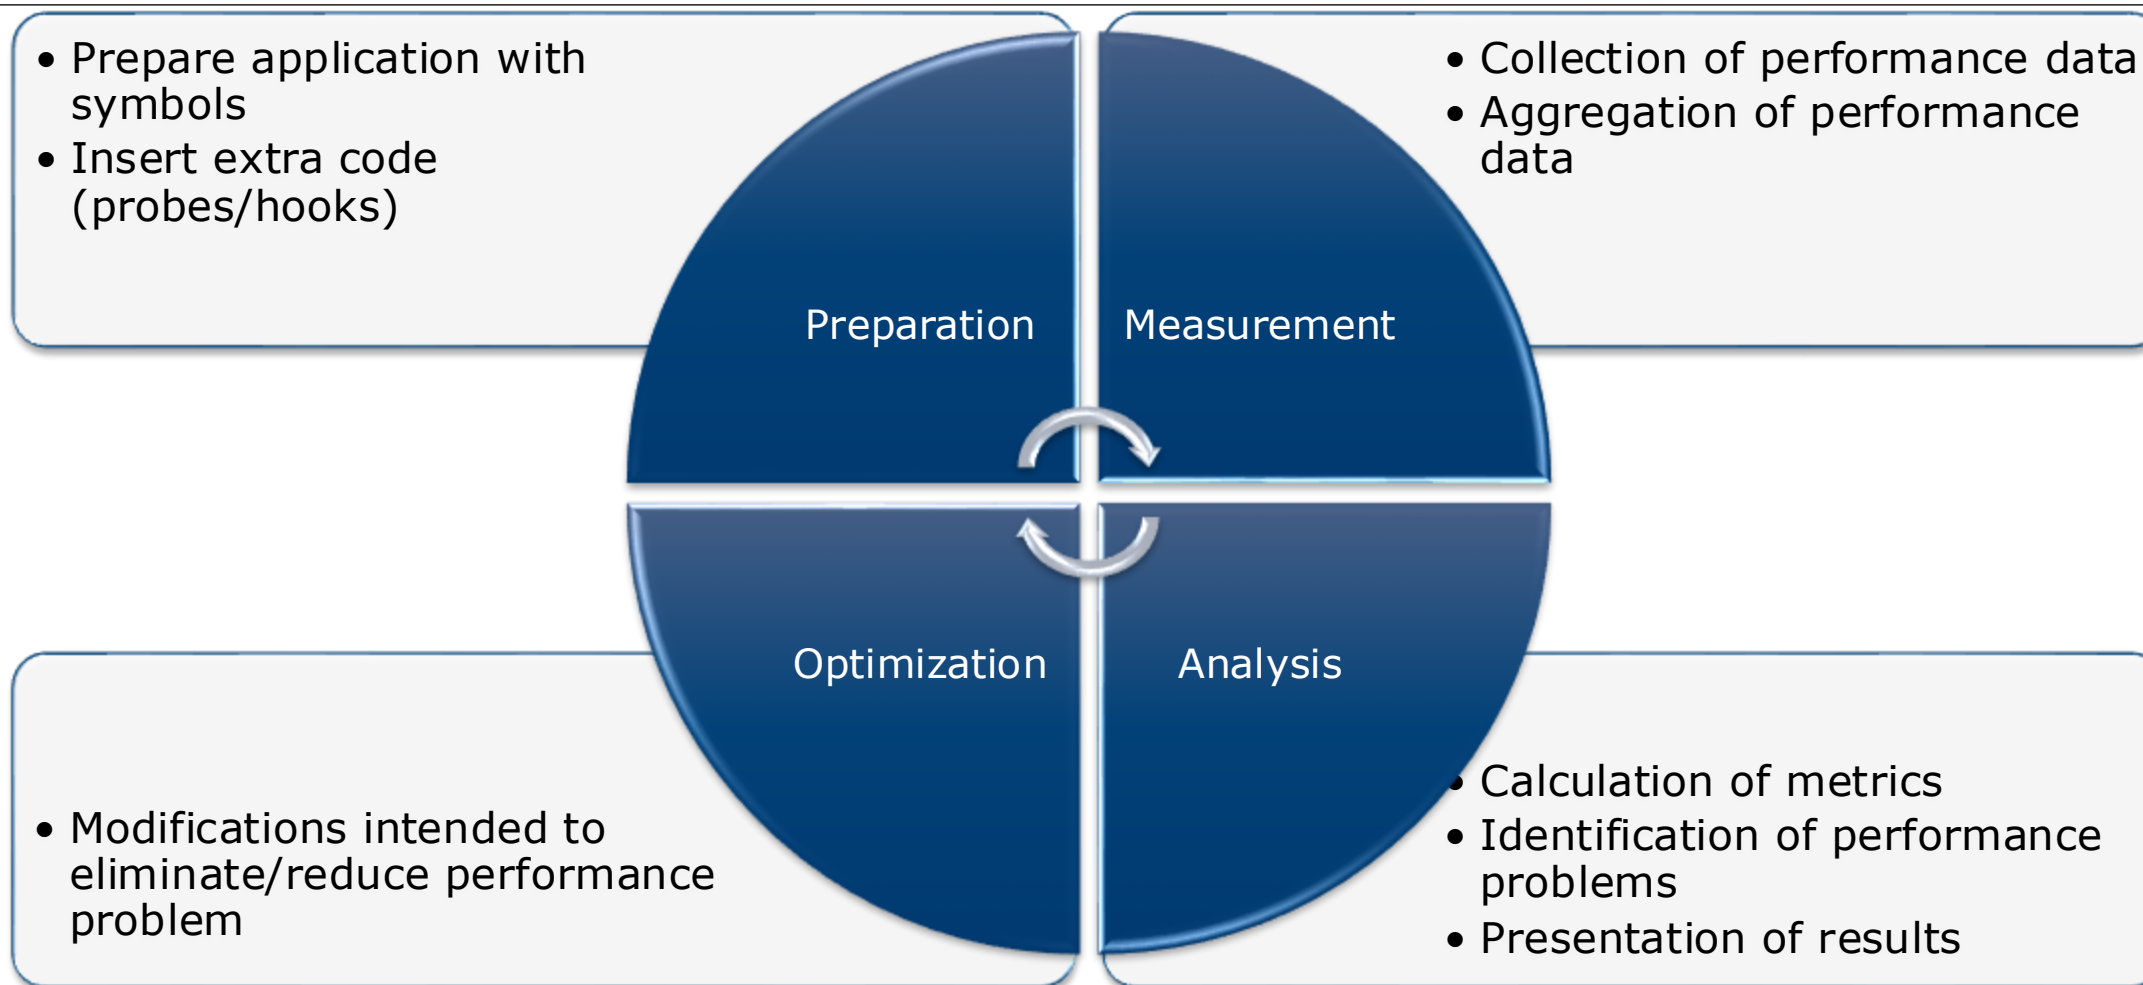 • Prepare application with
symbols
• Insert extra code
(probes/hooks)
• Collection of performance data
• Aggregation of performance
data
Preparation
Measurement
Optimization
Analysis
• Modifications intended to
eliminate/reduce performance
problem
• Calculation of metrics
• Identification of performance
problems
• Presentation of results